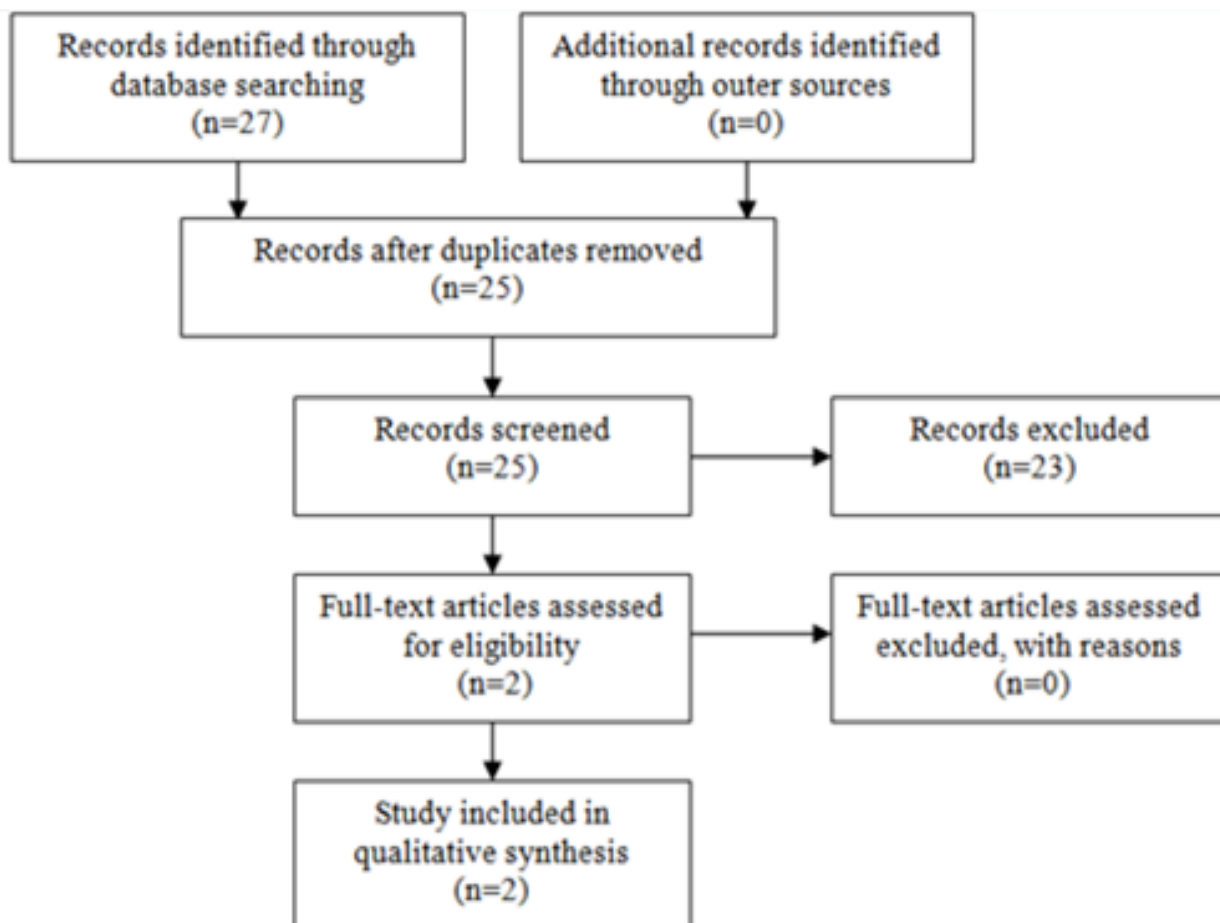 Records identified through
database searching
(n=27)
Additional records identified
through outer sources
(n=0)
Records after duplicates removed
(n=25)
Records screened
(n=25)
Records excluded
(n=23)
Full-text articles assessed
for eligibility
(n=2)
Full-text articles assessed
excluded, with reasons
(n=0)
Study included in
qualitative synthesis
(n=2)